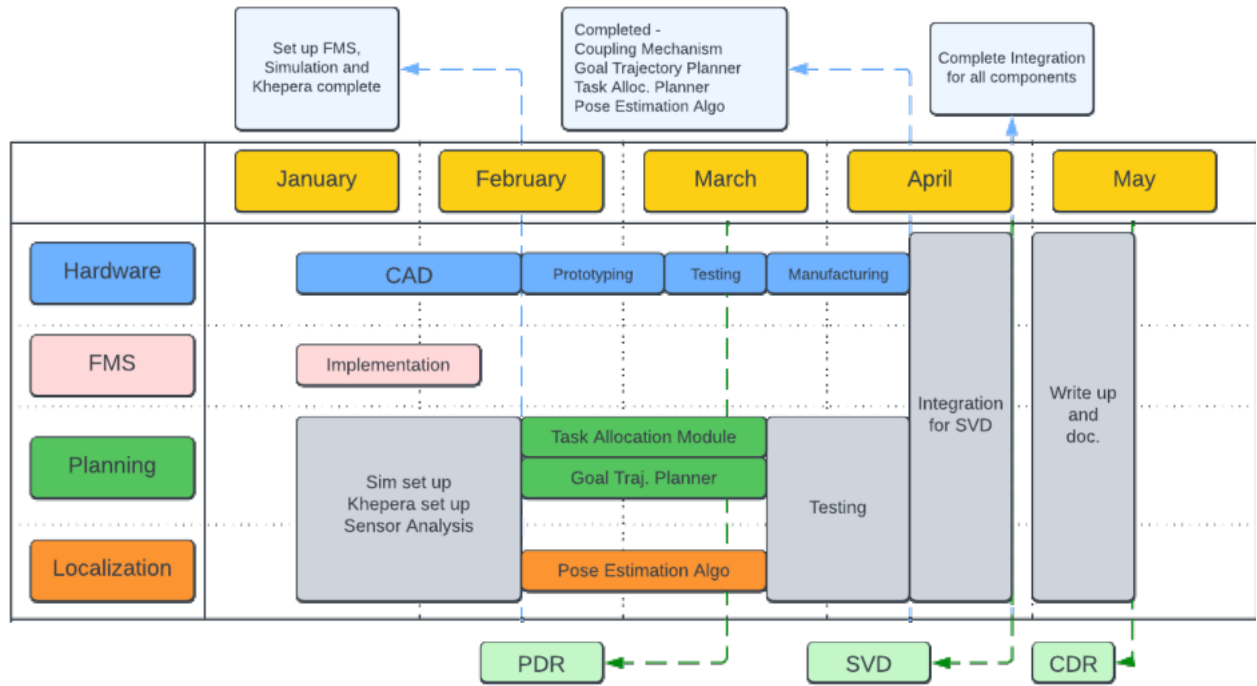 Set up FMS,
Simulation and
Khepera complete
Completed -
Coupling Mechanism
Goal Trajectory Planner
Task Alloc. Planner
Pose Estimation Algo
Complete Integration
for all components
January
February
March
April
May
Hardware
CAD
Prototyping
Testing
Manufacturing
FMS
Implementation
Planning
Task Allocation Module
Goal Traj. Planner
Sim set up
Khepera set up
Sensor Analysis
Testing
Integration
for SVD
Write up
and
doc.
Localization
Pose Estimation Algo
PDR
SVD
CDR